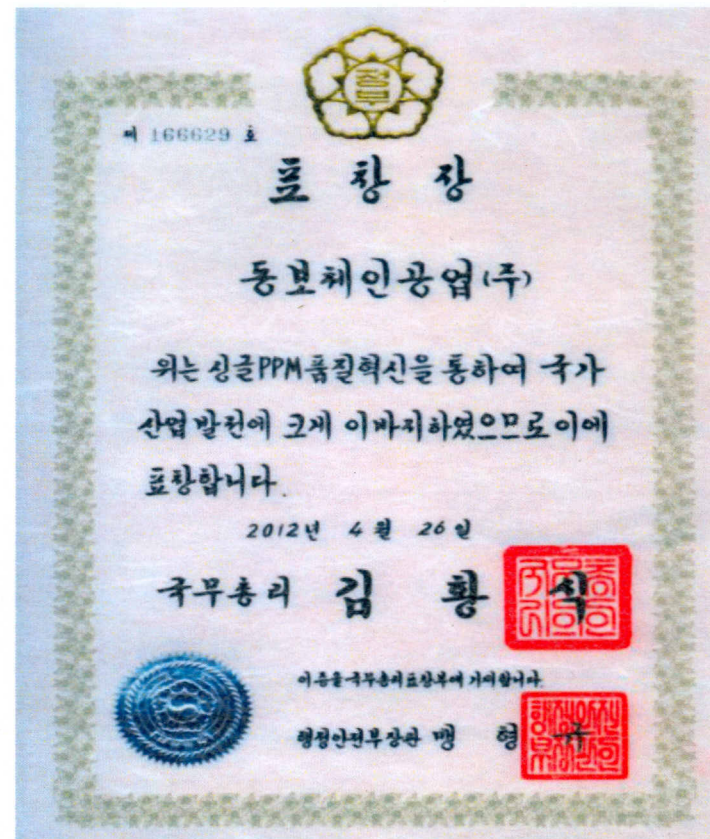 정부
제 166629 호
표 창 장
동보체인공업(주)
위는 싱글PPM품질혁신을 통하여 국가
산업발전에 크게 이바지하였으므로 이에
표창합니다.
2012년 4월 26일
국무총리 김 황 식
이 증을 국무총리표창부에 기입합니다.
행정안전부장관 맹 형 규